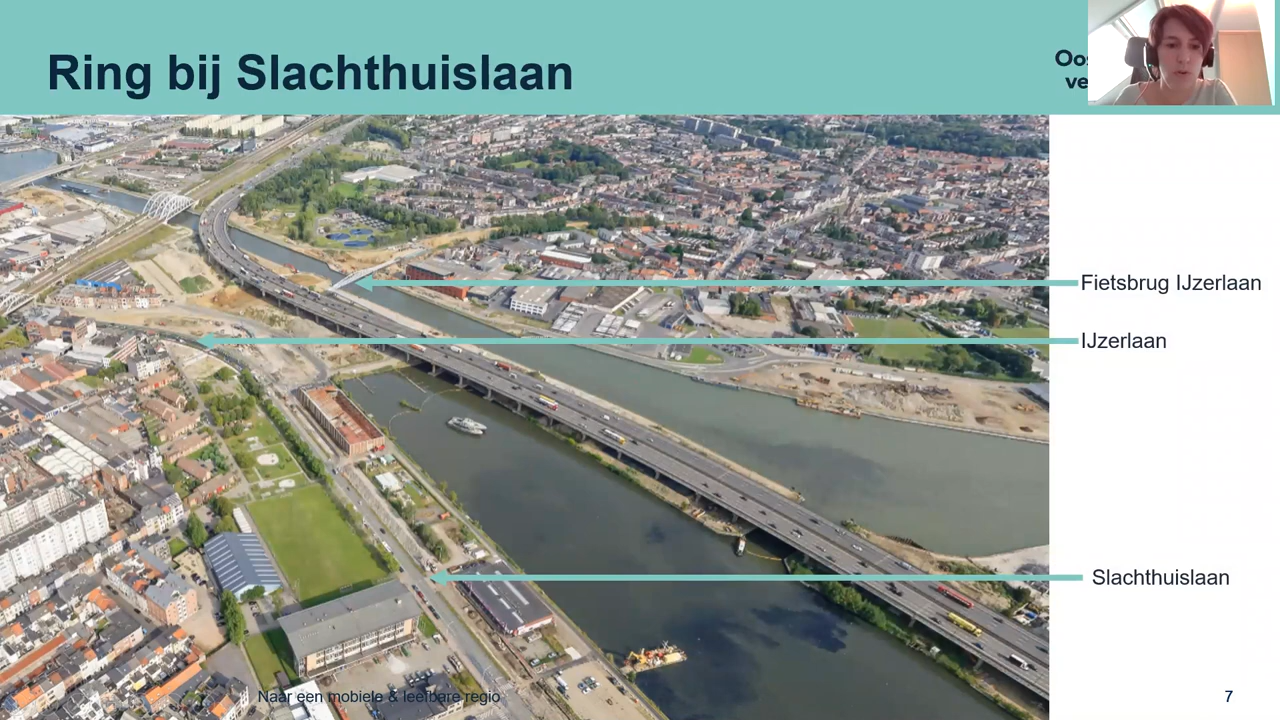 Ring bij Slachthuislaan
Fietsbrug IJzerlaan
IJzerlaan
Slachthuislaan
Naar een mobiele & leefbare regio
7